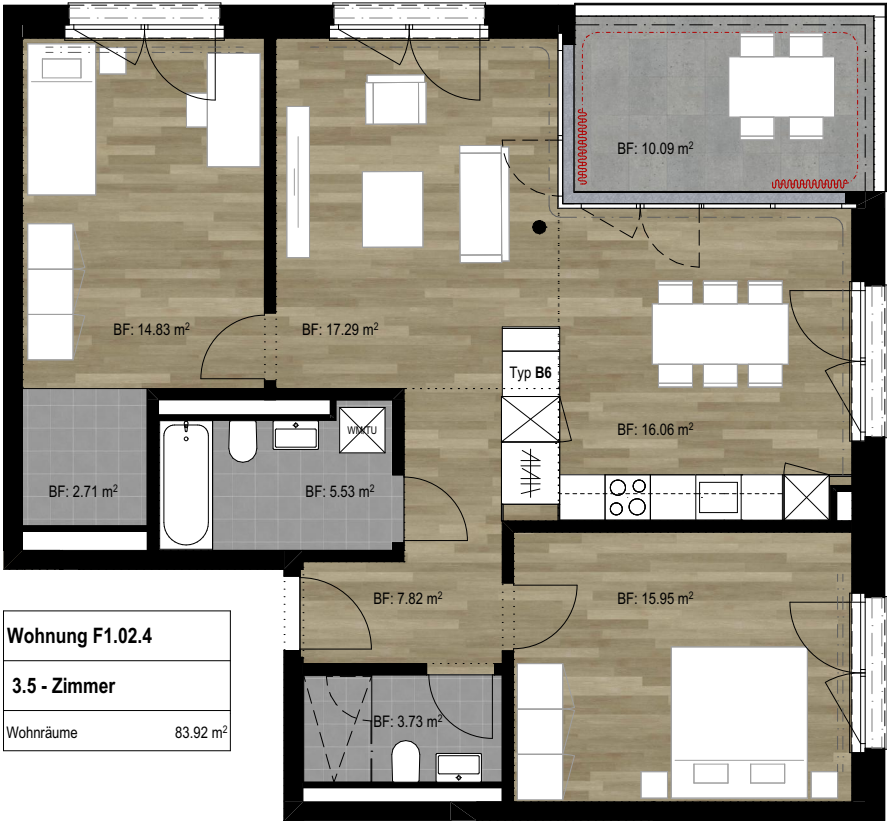 BF: 10.09 m²
BF: 14.83 m²
BF: 17.29 m²
Typ B6
WM/TU
BF: 16.06 m²
BF: 2.71 m²
BF: 5.53 m²
BF: 7.82 m²
BF: 15.95 m²
Wohnung F1.02.4
3.5 - Zimmer
Wohnräume 83.92 m²
BF: 3.73 m²